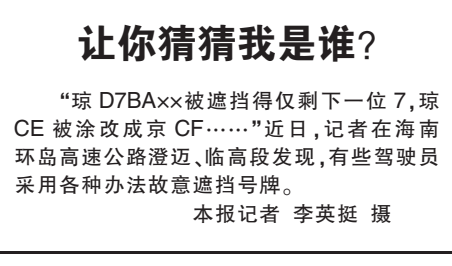 让你猜猜我是谁?
“琼 D7BA××被遮挡得仅剩下一位 7,琼
CE 被涂改成京 CF……”近日,记者在海南
环岛高速公路澄迈、临高段发现,有些驾驶员
采用各种办法故意遮挡号牌。
本报记者 李英挺 摄